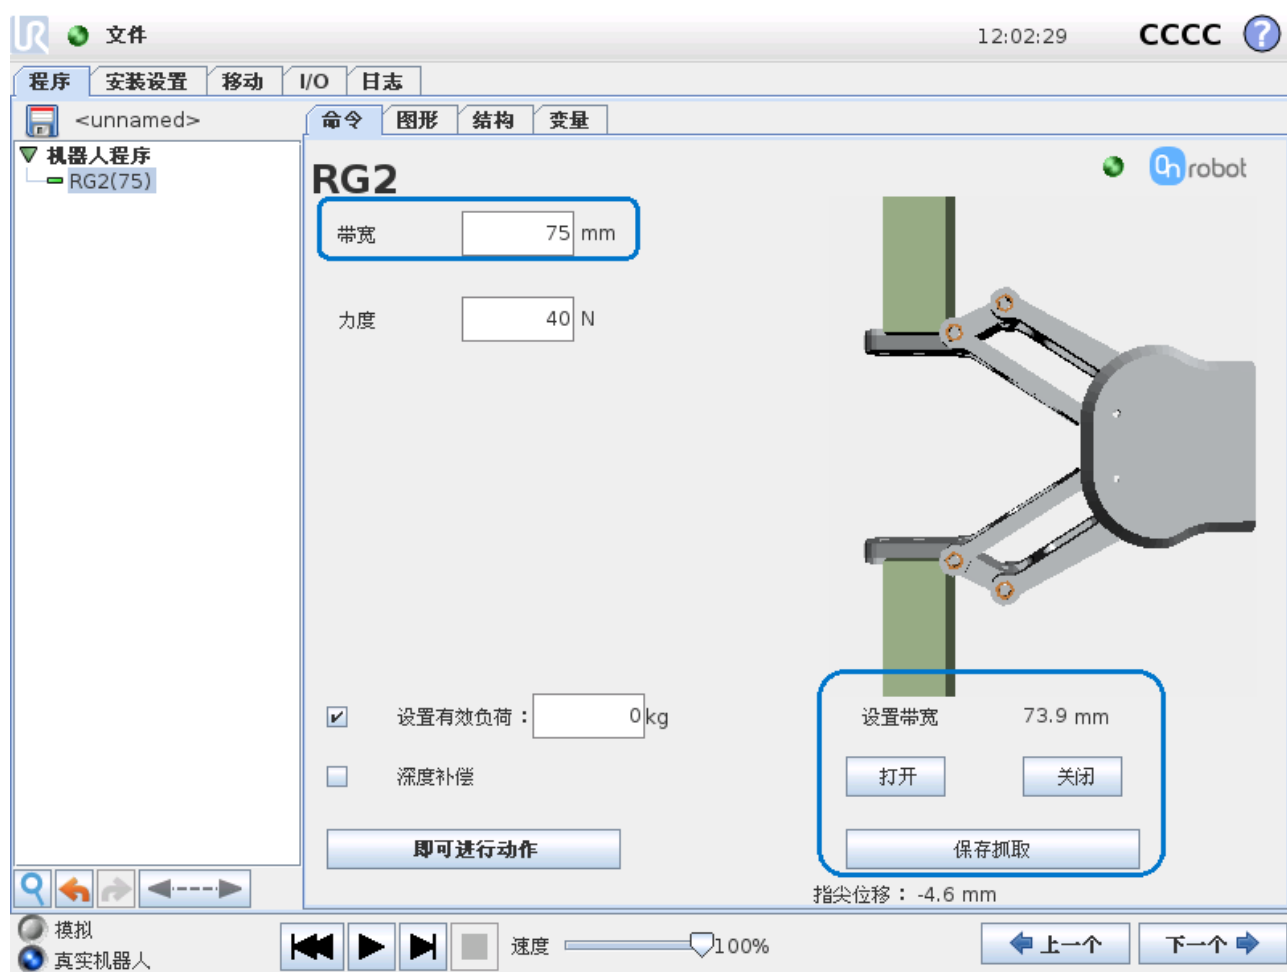 UR 文件 12:02:29 CCCC ?
程序 安装设置 移动 I/O 日志
<unnamed> 命令 图形 结构 变量
机器人程序
RG2(75)
RG2 On robot
带宽 75 mm
力度 40 N
设置有效负荷： 0 kg 设置带宽 73.9 mm
深度补偿 打开 关闭
即可进行动作 保存抓取
指尖位移： -4.6 mm
模拟
真实机器人 速度 100% 上一个 下一个